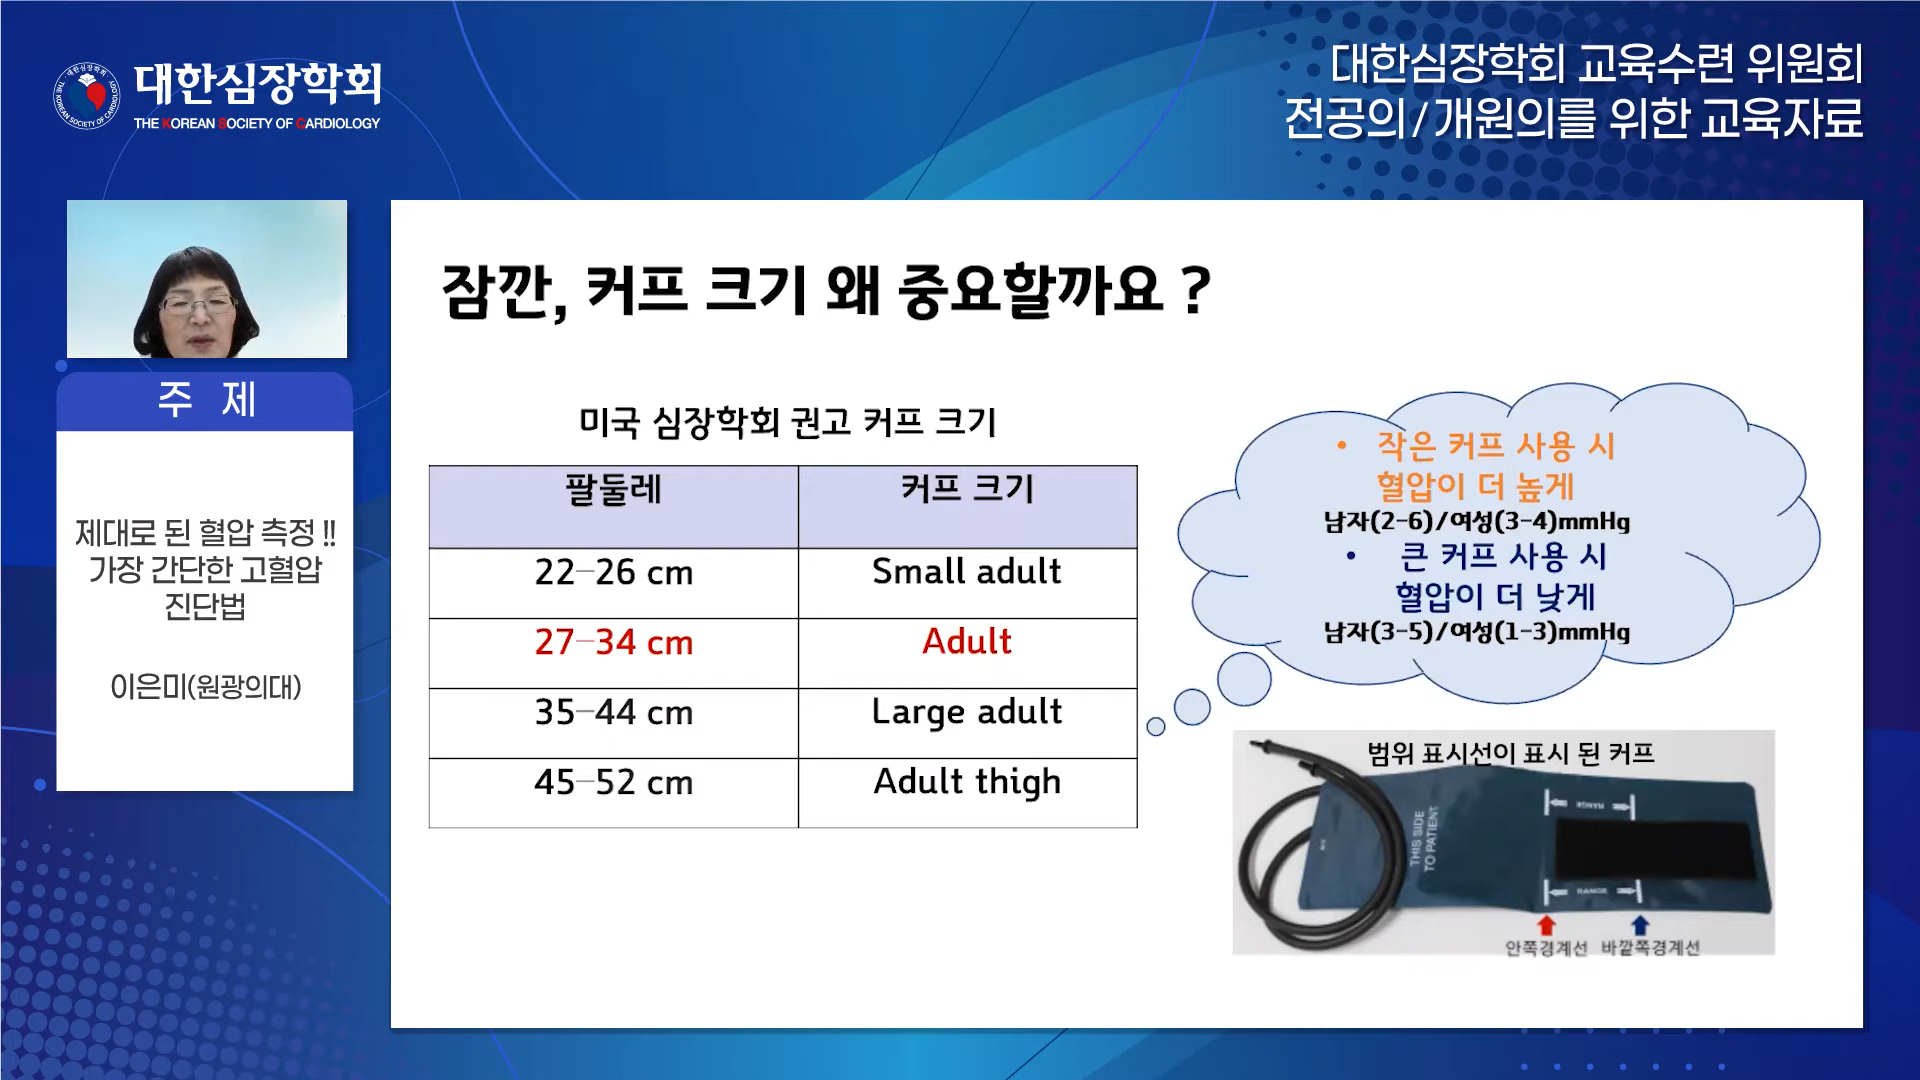 대한심장학회
THE KOREAN SOCIETY OF CARDIOLOGY
대한심장학회 교육수련 위원회
전공의/개원의를 위한 교육자료
주 제
제대로 된 혈압 측정 !!
가장 간단한 고혈압
진단법
이은미(원광의대)
잠깐, 커프 크기 왜 중요할까요 ?
미국 심장학회 권고 커프 크기
팔둘레 커프 크기
22–26 cm Small adult
27–34 cm Adult
35–44 cm Large adult
45–52 cm Adult thigh
• 작은 커프 사용 시
혈압이 더 높게
남자(2-6)/여성(3-4)mmHg
• 큰 커프 사용 시
혈압이 더 낮게
남자(3-5)/여성(1-3)mmHg
범위 표시선이 표시 된 커프
THIS SIDE
TO PATIENT
RANGE
RANGE
안쪽경계선 바깥쪽경계선